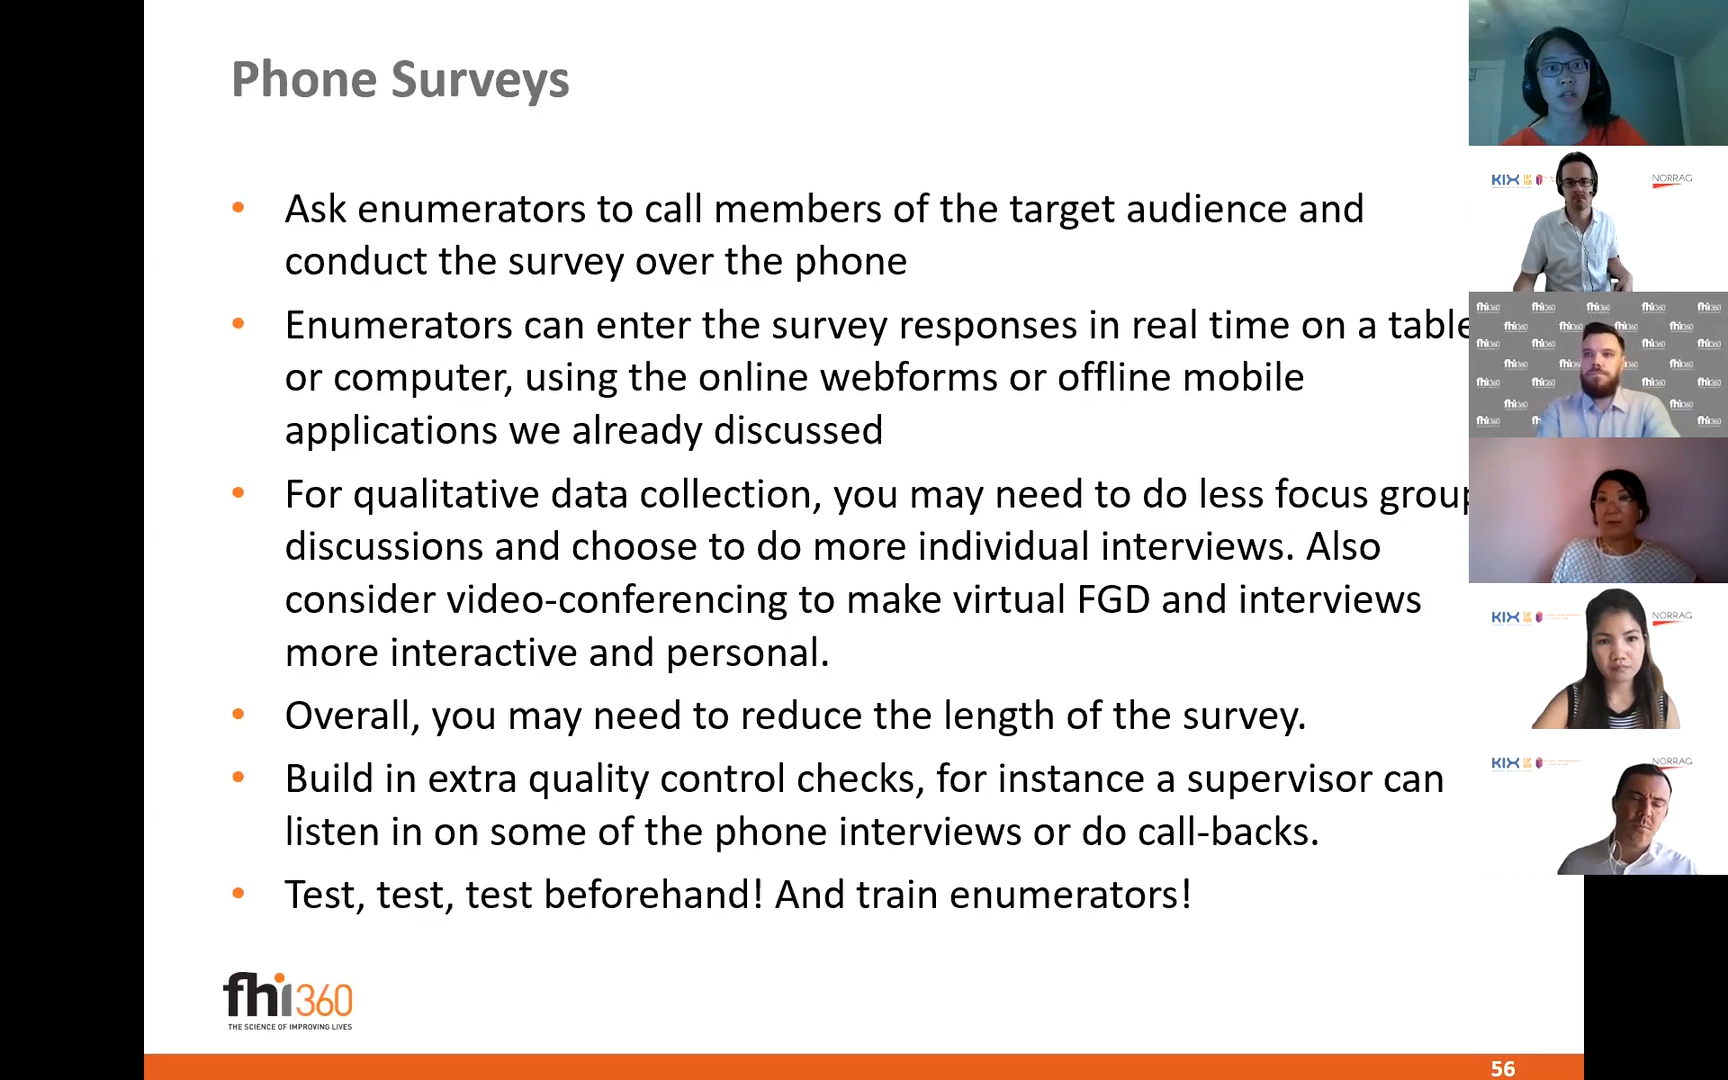 Phone Surveys
• Ask enumerators to call members of the target audience and
conduct the survey over the phone
• Enumerators can enter the survey responses in real time on a table
or computer, using the online webforms or offline mobile
applications we already discussed
• For qualitative data collection, you may need to do less focus group
discussions and choose to do more individual interviews. Also
consider video-conferencing to make virtual FGD and interviews
more interactive and personal.
• Overall, you may need to reduce the length of the survey.
• Build in extra quality control checks, for instance a supervisor can
listen in on some of the phone interviews or do call-backs.
• Test, test, test beforehand! And train enumerators!
fhi360
THE SCIENCE OF IMPROVING LIVES
56
KIX
NORRAG
fhi360 fhi360 fhi360 fhi360 fhi360
KIX
NORRAG
KIX
NORRAG